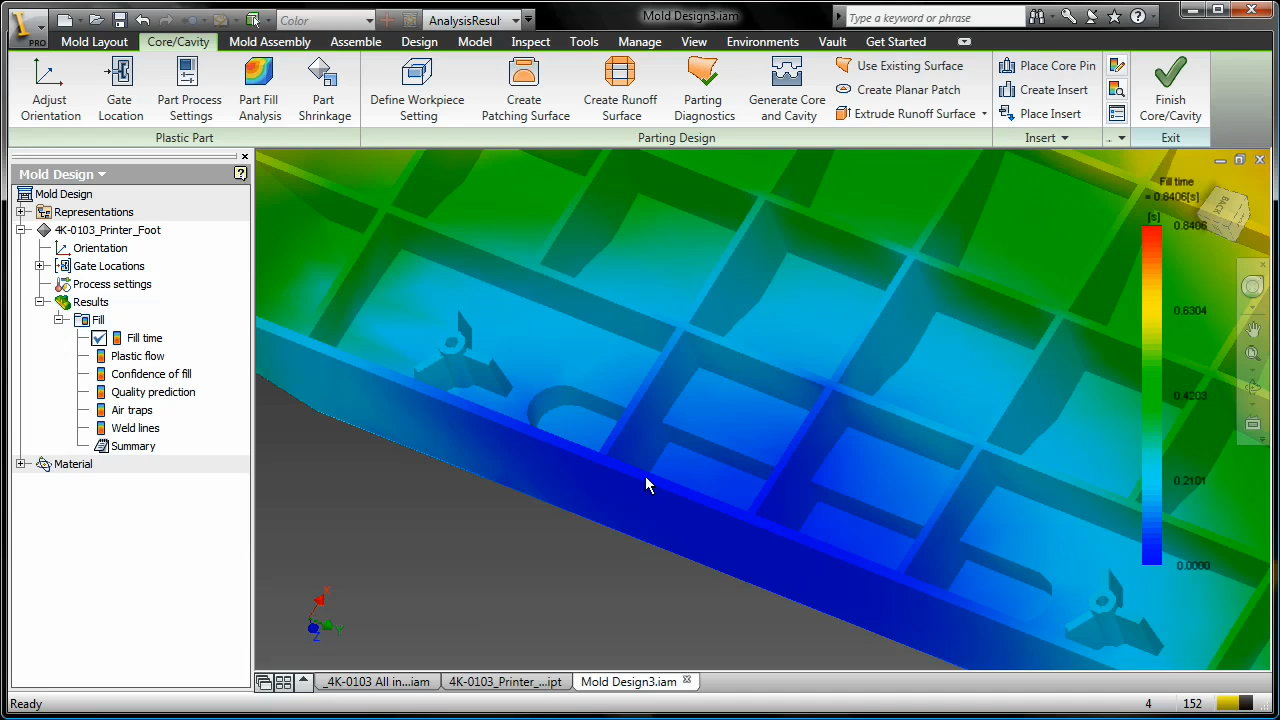 PRO
Color
AnalysisResul
Mold Design3.iam
Type a keyword or phrase
Mold Layout
Core/Cavity
Mold Assembly
Assemble
Design
Model
Inspect
Tools
Manage
View
Environments
Vault
Get Started
Adjust
Orientation
Gate
Location
Part Process
Settings
Part Fill
Analysis
Part
Shrinkage
Define Workpiece
Setting
Create
Patching Surface
Create Runoff
Surface
Parting
Diagnostics
Generate Core
and Cavity
Use Existing Surface
Create Planar Patch
Extrude Runoff Surface
Place Core Pin
Create Insert
Place Insert
Finish
Core/Cavity
Plastic Part
Parting Design
Insert
..
Exit
Mold Design
Mold Design
Representations
4K-0103_Printer_Foot
Orientation
Gate Locations
Process settings
Results
Fill
Fill time
Plastic flow
Confidence of fill
Quality prediction
Air traps
Weld lines
Summary
Material
Fill time
= 0.8406[s]
[s]
0.8406
0.6304
0.4203
0.2101
0.0000
BACK
X
Y
Z
_4K-0103 All in...iam
4K-0103_Printer_...ipt
Mold Design3.iam
Ready
4
152